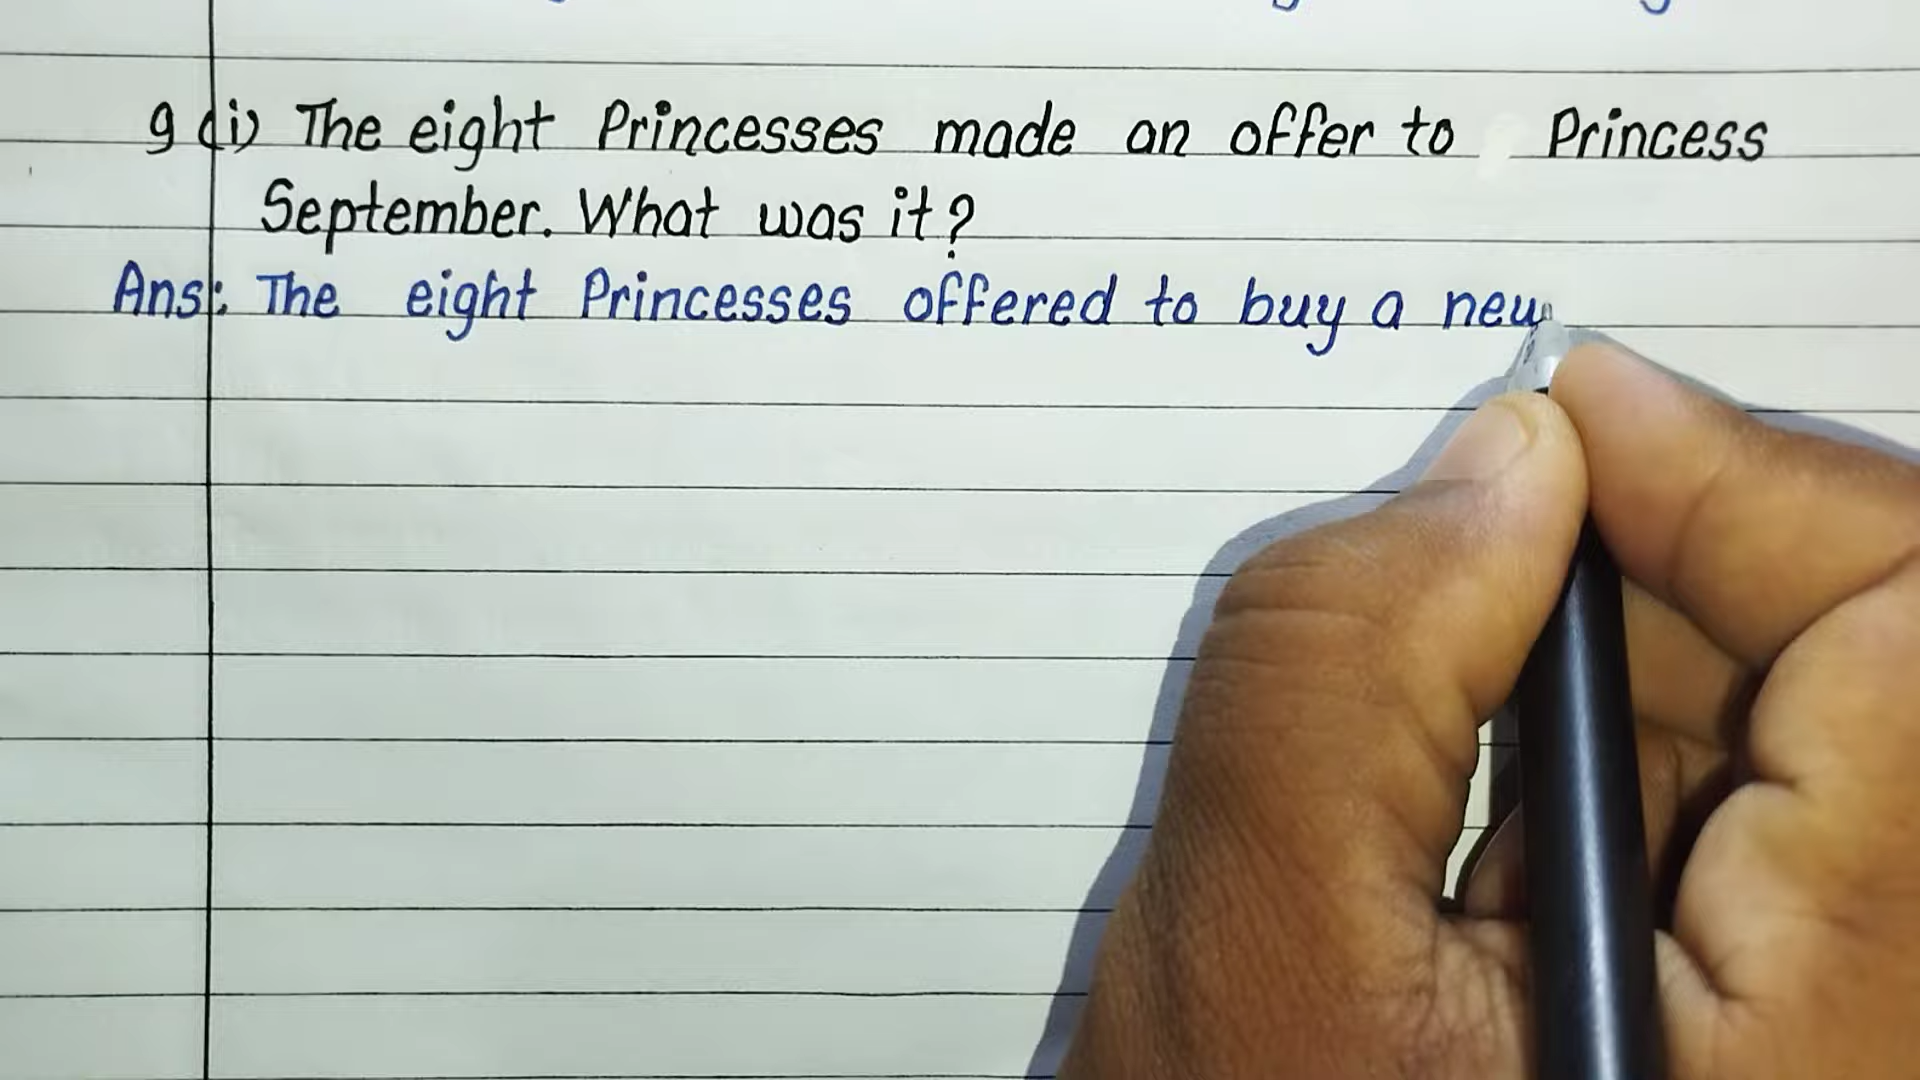 9 (i) The eight Princesses made an offer to Princess
September. What was it?
Ans: The eight Princesses offered to buy a new